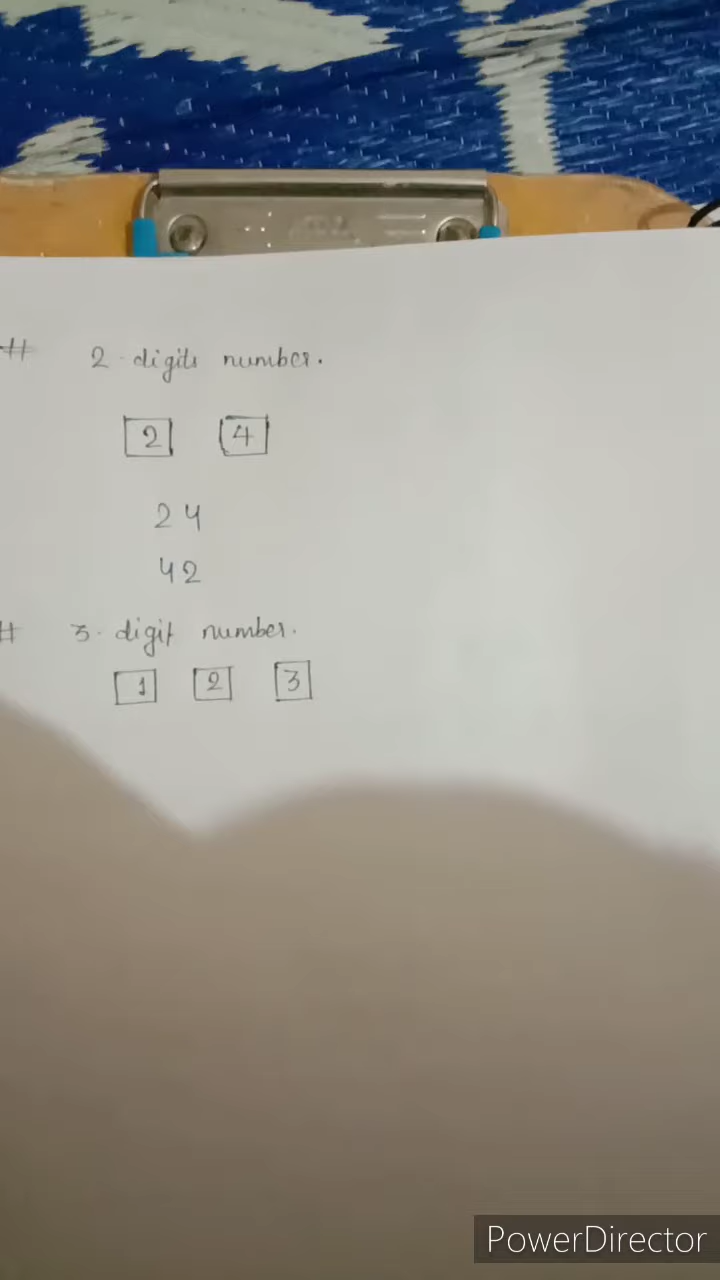 # 2 digits number.
2 4
24
42
# 3. digit number.
1 2 3
PowerDirector